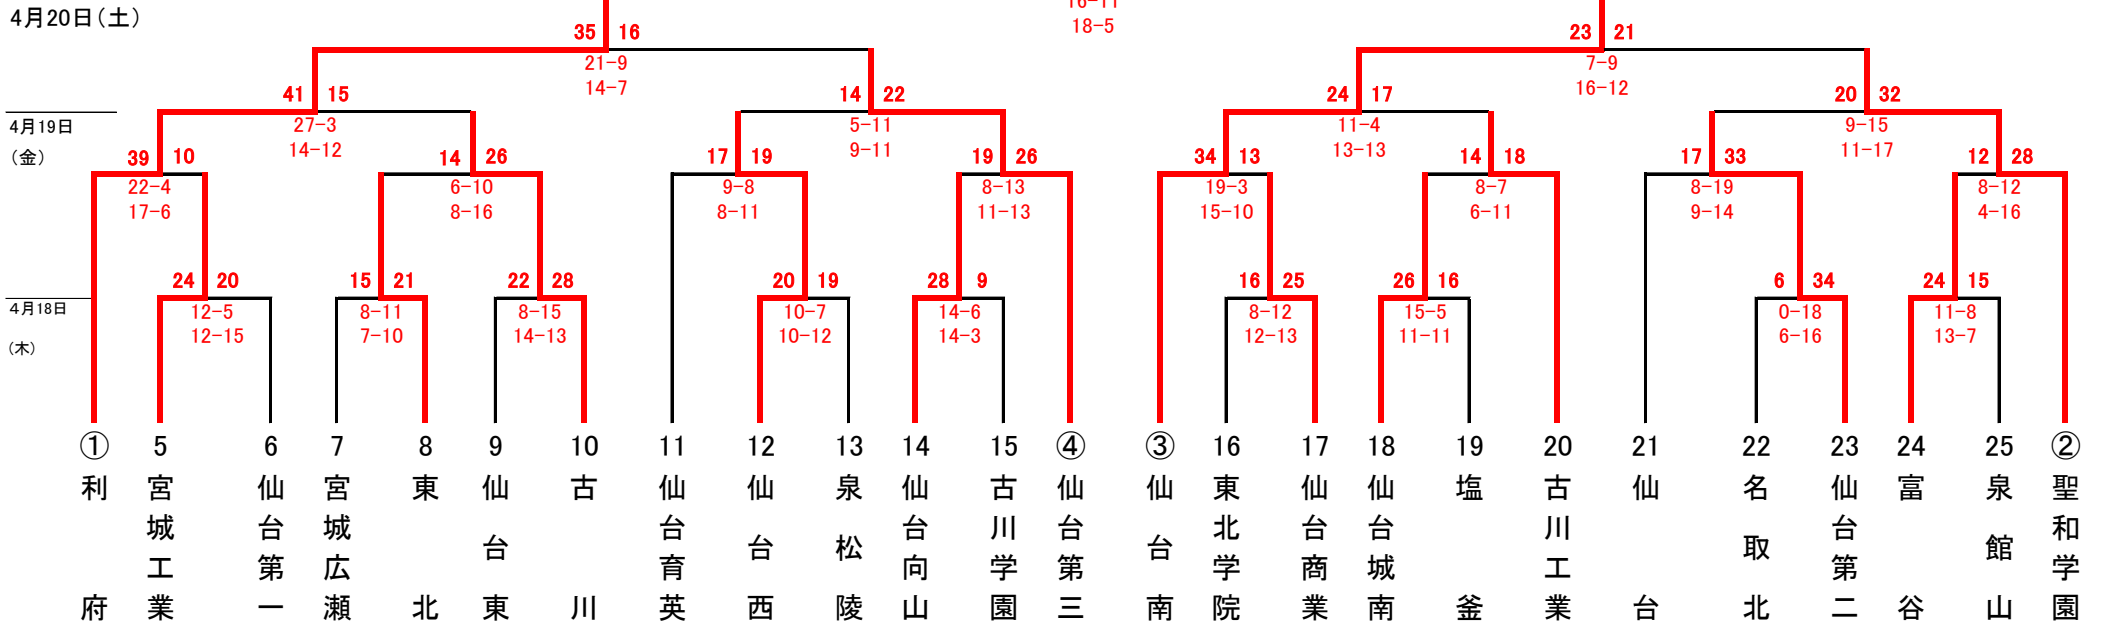 16-11
4月20日(土)
18-5
35 16
23 21
21-9
7-9
14-7
16-12
41 15
14 22
24 17
20 32
4月19日
27-3
5-11
11-4
9-15
(金)
14-12
9-11
13-13
11-17
39 10
14 26
17 19
19 26
34 13
14 18
17 33
12 28
22-4
6-10
9-8
8-13
19-3
8-7
8-19
8-12
17-6
8-16
8-11
11-13
15-10
6-11
9-14
4-16
24 20
15 21
22 28
20 19
28 9
16 25
26 16
6 34
24 15
4月18日
12-5
8-11
8-15
10-7
14-6
8-12
15-5
0-18
11-8
(木)
12-15
7-10
14-13
10-12
14-3
12-13
11-11
6-16
13-7
① 利府
5 宮城工業
6 仙台第一
7 宮城広瀬
8 東北
9 仙台東
10 古川
11 仙台育英
12 仙台西
13 泉松陵
14 仙台向山
15 古川学園
④ 仙台第三
③ 仙台南
16 東北学院
17 仙台商業
18 仙台城南
19 塩釜
20 古川工業
21 仙台
22 名取北
23 仙台第二
24 富谷
25 泉館山
② 聖和学園